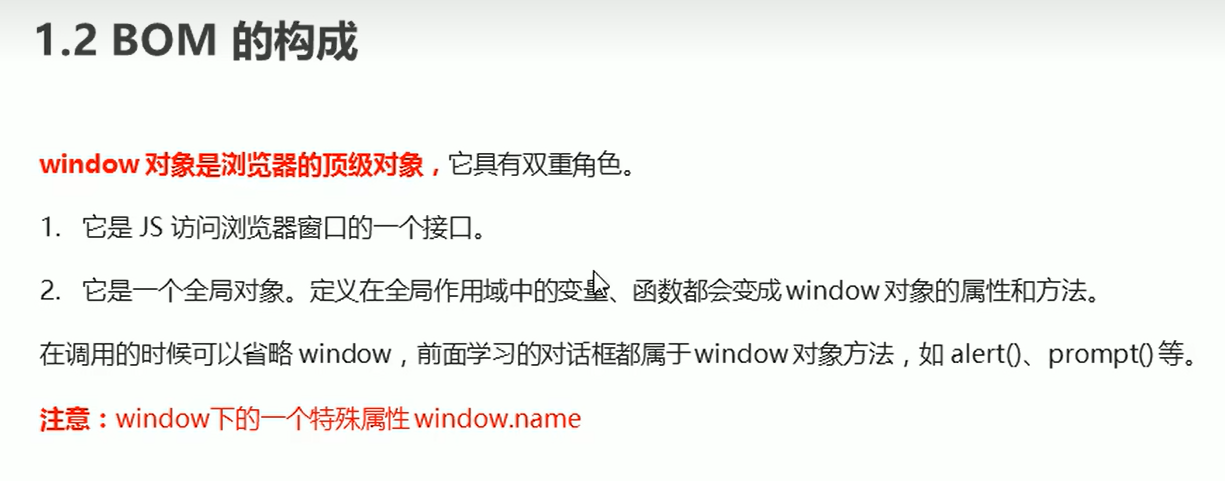 1.2 BOM 的构成
window 对象是浏览器的顶级对象，它具有双重角色。
1. 它是 JS 访问浏览器窗口的一个接口。
2. 它是一个全局对象。定义在全局作用域中的变量、函数都会变成 window 对象的属性和方法。
在调用的时候可以省略 window，前面学习的对话框都属于 window 对象方法，如 alert()、prompt() 等。
注意：window下的一个特殊属性 window.name